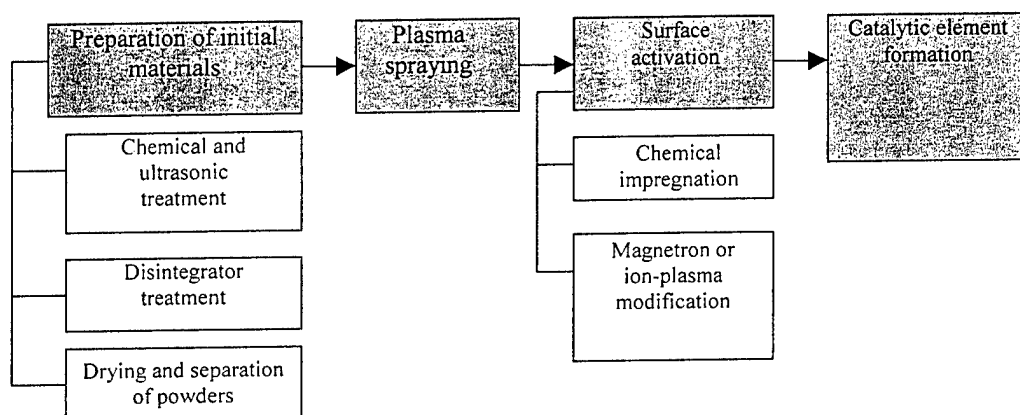 Preparation of initial
materials
Plasma
spraying
Surface
activation
Catalytic element
formation
Chemical and
ultrasonic
treatment
Disintegrator
treatment
Drying and separation
of powders
Chemical
impregnation
Magnetron or
ion-plasma
modification